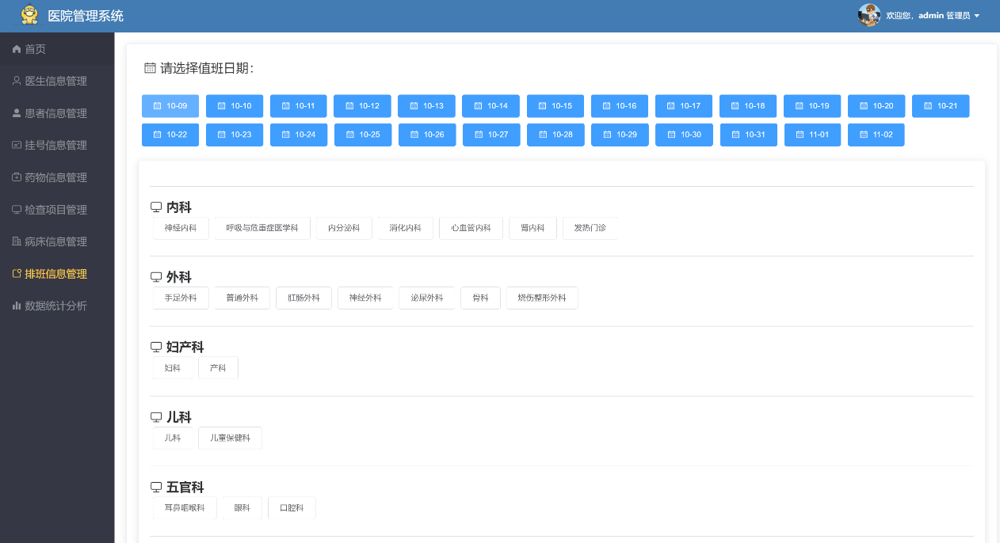 医院管理系统
欢迎您，admin 管理员
首页
医生信息管理
患者信息管理
挂号信息管理
药物信息管理
检查项目管理
病床信息管理
排班信息管理
数据统计分析
请选择值班日期：
10-09 10-10 10-11 10-12 10-13 10-14 10-15 10-16 10-17 10-18 10-19 10-20 10-21
10-22 10-23 10-24 10-25 10-26 10-27 10-28 10-29 10-30 10-31 11-01 11-02
内科
神经内科 呼吸与危重症医学科 内分泌科 消化内科 心血管内科 肾内科 发热门诊
外科
手足外科 普通外科 肛肠外科 神经外科 泌尿外科 骨科 烧伤整形外科
妇产科
妇科 产科
儿科
儿科 儿童保健科
五官科
耳鼻咽喉科 眼科 口腔科